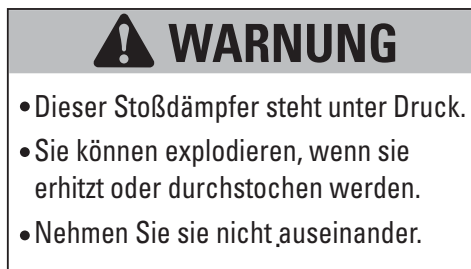 WARNUNG
• Dieser Stoßdämpfer steht unter Druck.
• Sie können explodieren, wenn sie
erhitzt oder durchstochen werden.
• Nehmen Sie sie nicht auseinander.